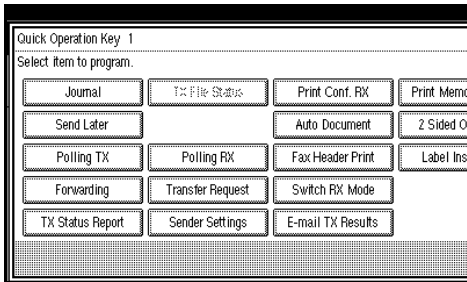 Quick Operation Key 1
Select item to program.
Journal TX File Status Print Conf. RX Print Memo
Send Later Auto Document 2 Sided O
Polling TX Polling RX Fax Header Print Label Ins
Forwarding Transfer Request Switch RX Mode
TX Status Report Sender Settings E-mail TX Results